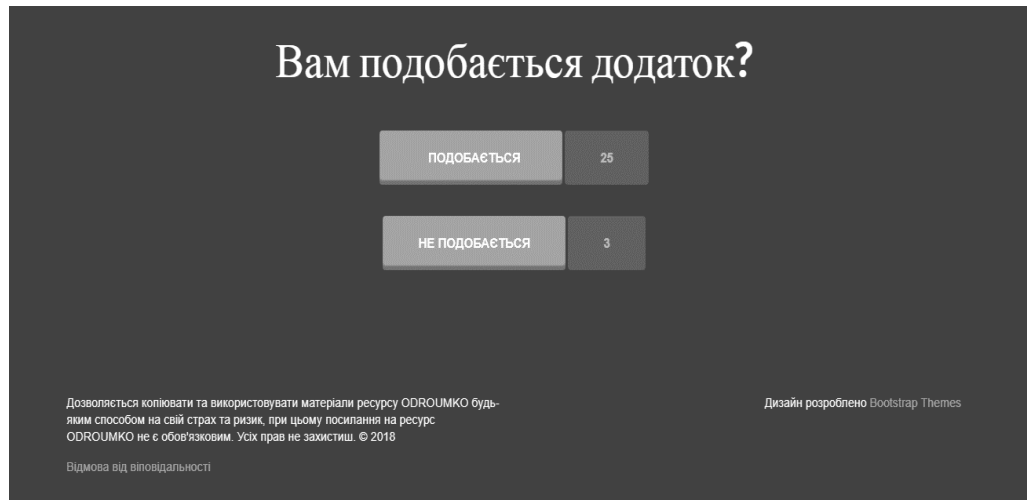 Вам подобається додаток?
ПОДОБАЄТЬСЯ 25
НЕ ПОДОБАЄТЬСЯ 3
Дозволяється копіювати та використовувати матеріали ресурсу ODROUMKO будь-
яким способом на свій страх та ризик, при цьому посилання на ресурс
ODROUMKO не є обов'язковим. Усіх прав не захистиш. © 2018
Дизайн розроблено Bootstrap Themes
Відмова від віповідальності